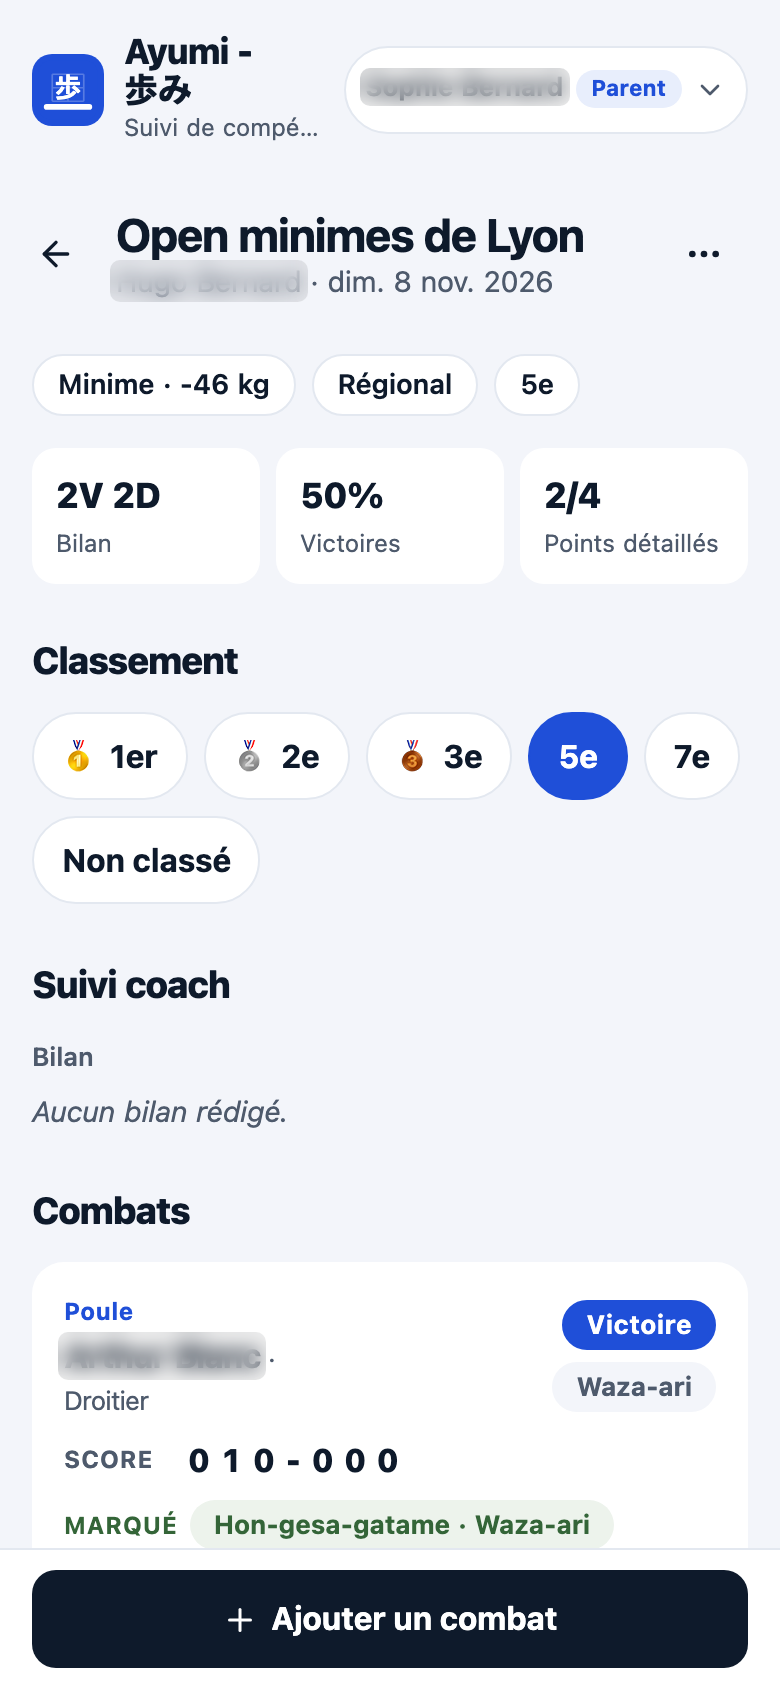 歩
Ayumi -
歩み
Suivi de compé...
Parent
Open minimes de Lyon
· dim. 8 nov. 2026
Minime · -46 kg
Régional
5e
2V 2D
Bilan
50%
Victoires
2/4
Points détaillés
Classement
1 1er
2 2e
3 3e
5e
7e
Non classé
Suivi coach
Bilan
Aucun bilan rédigé.
Combats
Poule
Victoire
·
Droitier
Waza-ari
SCORE 0 1 0 - 0 0 0
MARQUÉ Hon-gesa-gatame · Waza-ari
+ Ajouter un combat